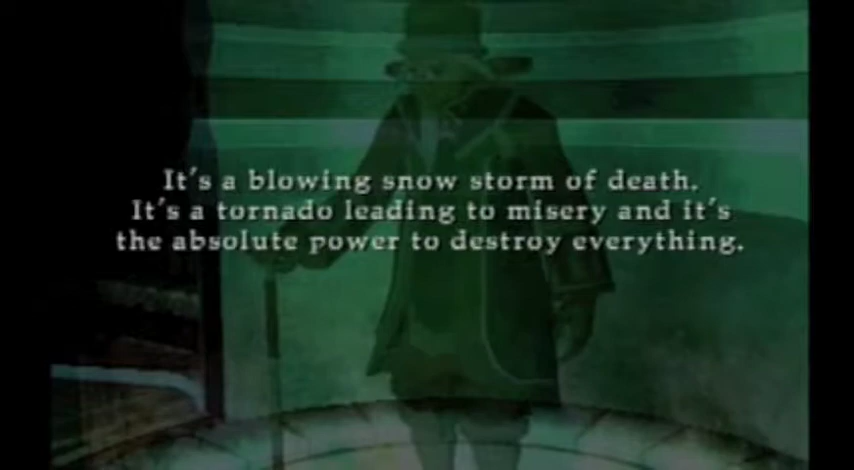 It's a blowing snow storm of death.
It's a tornado leading to misery and it's
the absolute power to destroy everything.